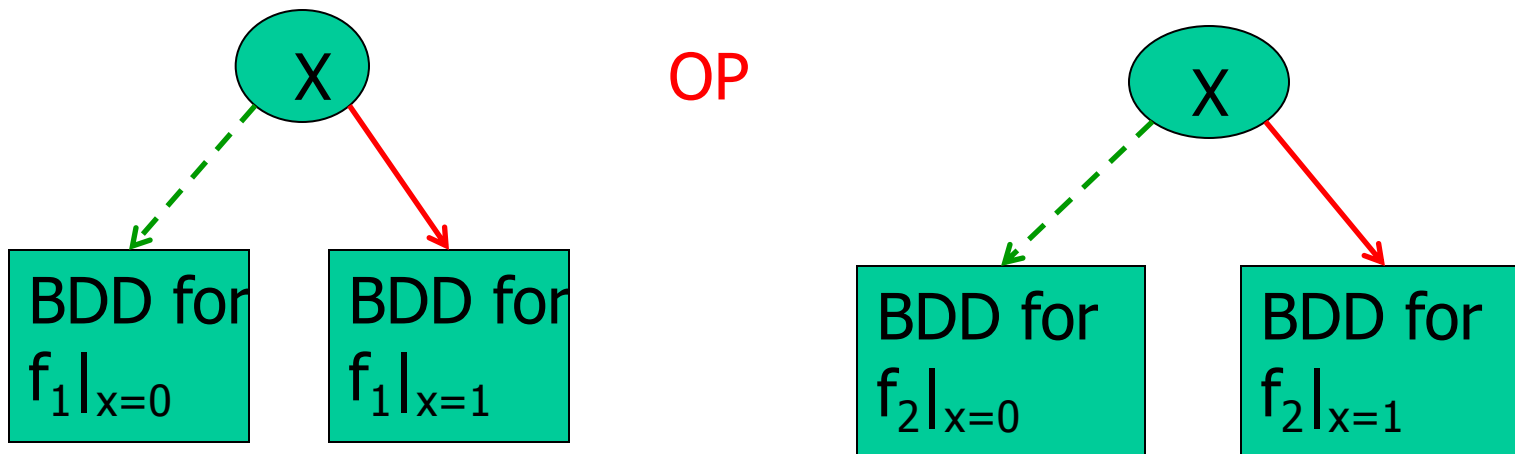 X
OP
X
BDD for
f₁|ₓ₌₀
BDD for
f₁|ₓ₌₁
BDD for
f₂|ₓ₌₀
BDD for
f₂|ₓ₌₁